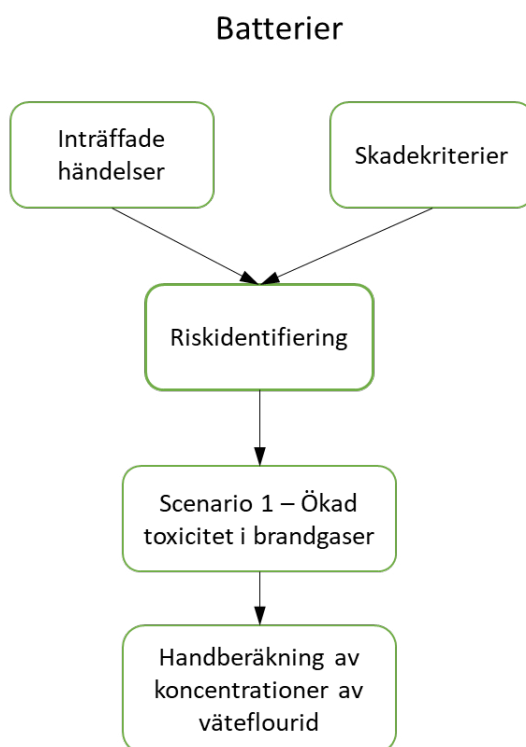 Batterier
Inträffade
händelser
Skadekriterier
Riskidentifiering
Scenario 1 – Ökad
toxicitet i brandgaser
Handberäkning av
koncentrationer av
väteflourid